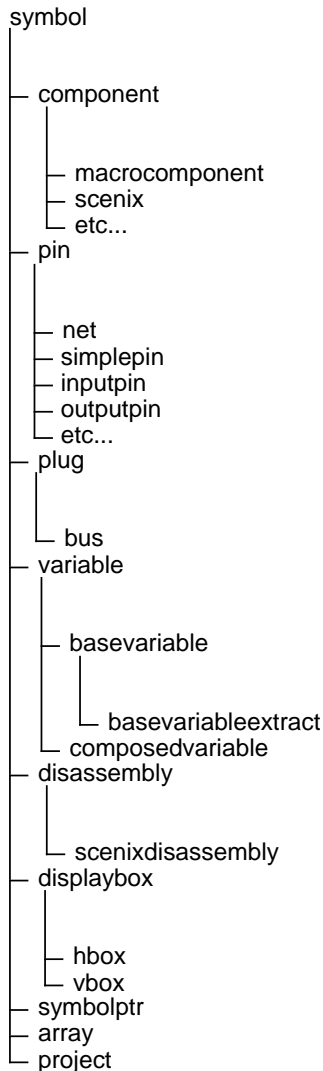 symbol
component
macrocomponent
scenix
etc...
pin
net
simplepin
inputpin
outputpin
etc...
plug
bus
variable
basevariable
basevariableextract
composedvariable
disassembly
scenixdisassembly
displaybox
hbox
vbox
symbolptr
array
project